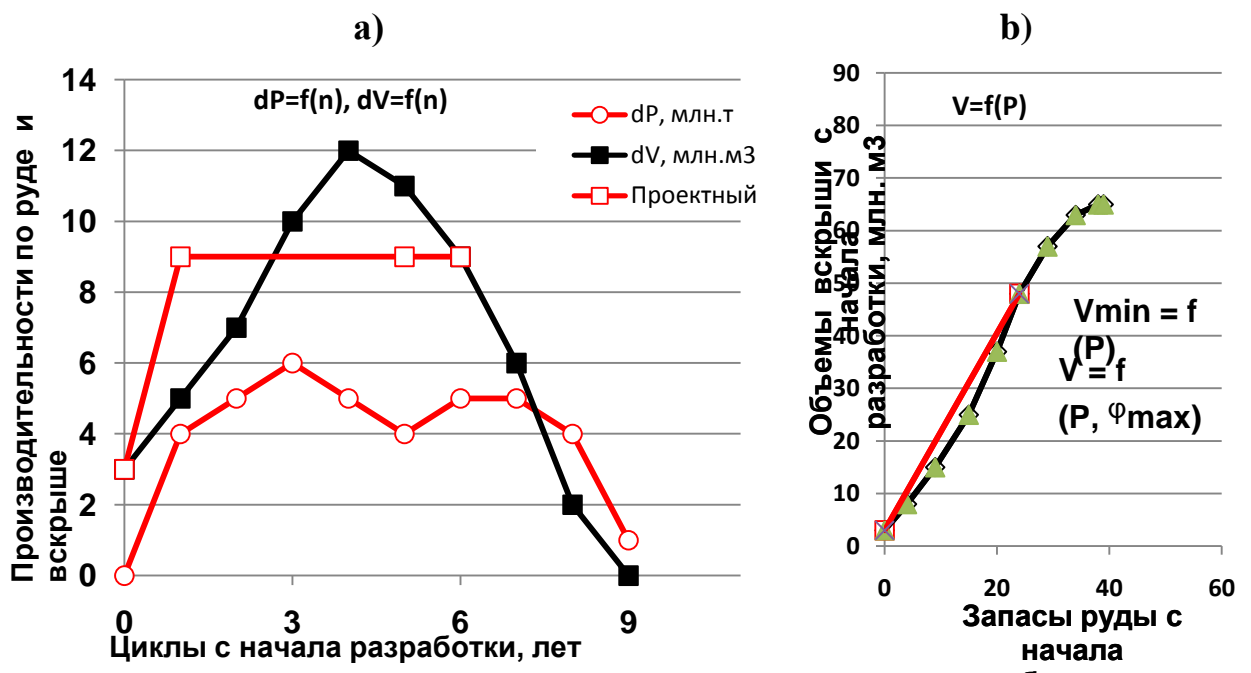 а)
dP=f(n), dV=f(n)
dP, млн.т
dV, млн.м3
Проектный
Производительности по руде и
вскрыше
14
12
10
8
6
4
2
0
0 3 6 9
Циклы с начала разработки, лет
b)
V=f(P)
Объемы вскрыши с
начала
разработки, млн. м3
90
80
70
60
50
40
30
20
10
0
Vmin = f
(P)
V = f
(P, φmax)
0 20 40 60
Запасы руды с
начала